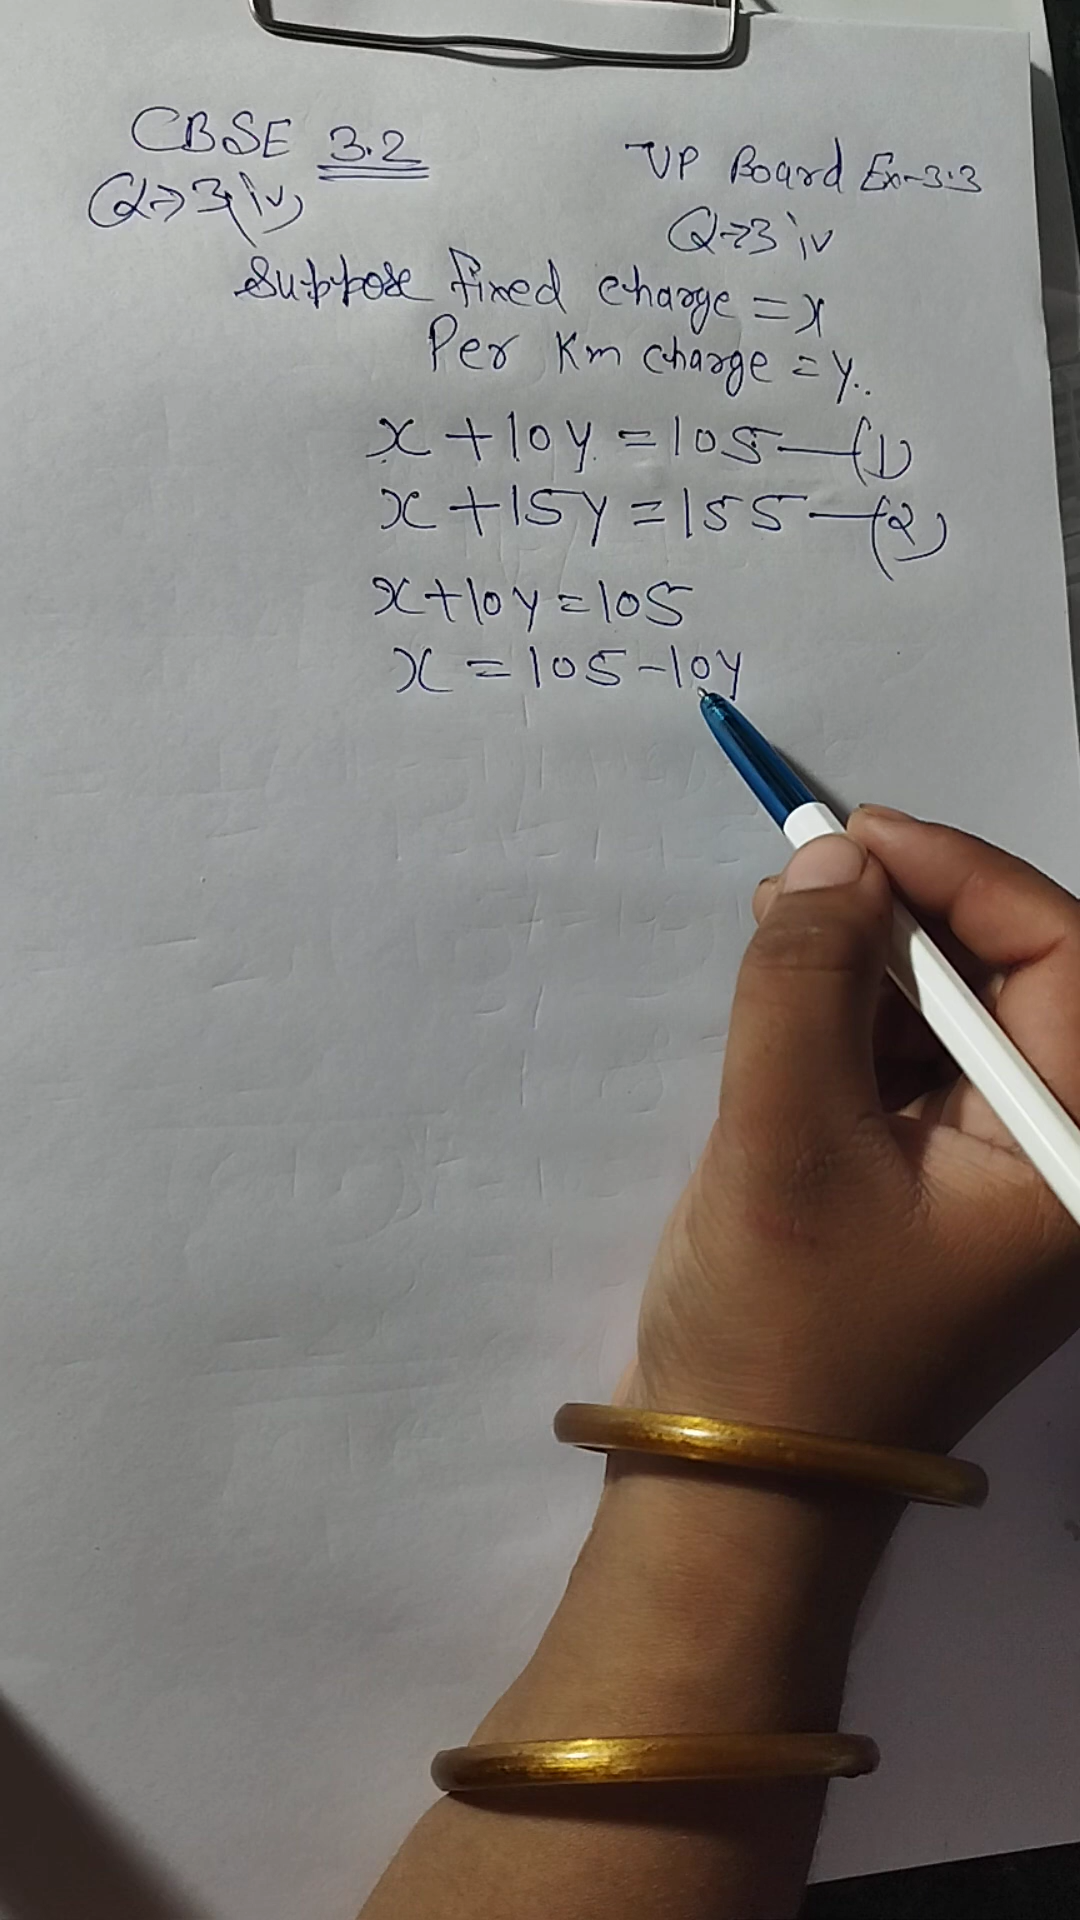 CBSE 3.2
Q→3(iv)
UP Board Ex-3.3
Q→3 iv
Suppose fixed charge = x
Per Km charge = y..
x + 10y = 105 —(1)
x + 15y = 155 —(2)
x + 10y = 105
x = 105 - 10y